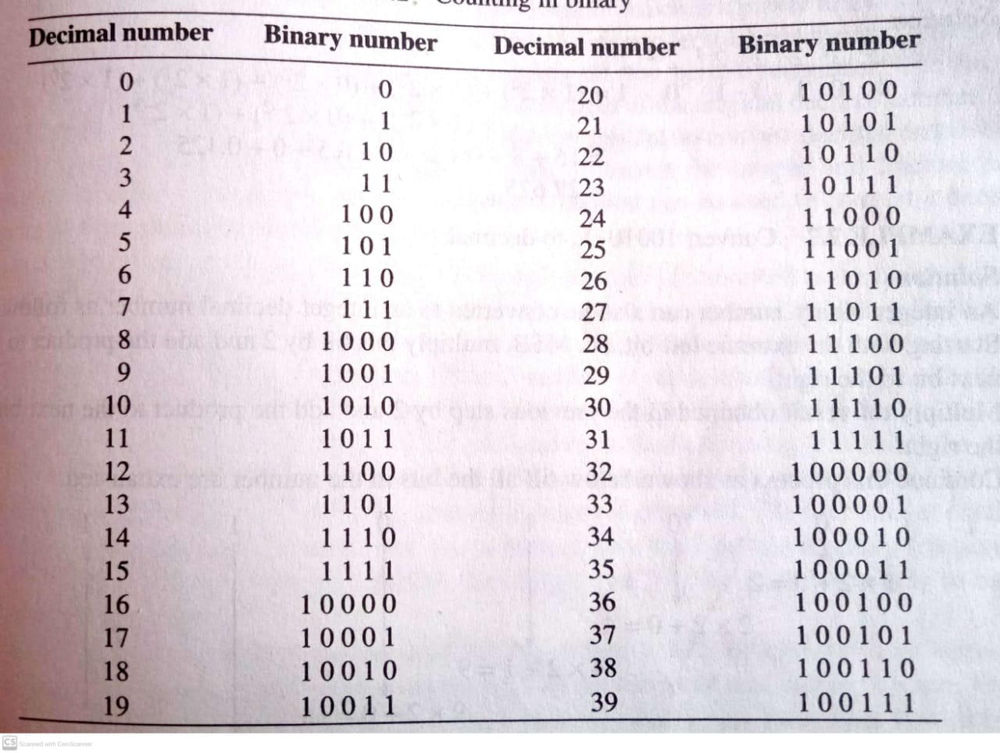 Counting in binary
Decimal number Binary number Decimal number Binary number
0 0 20 10100
1 1 21 10101
2 10 22 10110
3 11 23 10111
4 100 24 11000
5 101 25 11001
6 110 26 11010
7 111 27 11011
8 1000 28 11100
9 1001 29 11101
10 1010 30 11110
11 1011 31 11111
12 1100 32 100000
13 1101 33 100001
14 1110 34 100010
15 1111 35 100011
16 10000 36 100100
17 10001 37 100101
18 10010 38 100110
19 10011 39 100111
CS Scanned with CamScanner